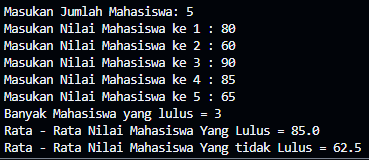 Masukan Jumlah Mahasiswa: 5
Masukan Nilai Mahasiswa ke 1 : 80
Masukan Nilai Mahasiswa ke 2 : 60
Masukan Nilai Mahasiswa ke 3 : 90
Masukan Nilai Mahasiswa ke 4 : 85
Masukan Nilai Mahasiswa ke 5 : 65
Banyak Mahasiswa yang lulus = 3
Rata - Rata Nilai Mahasiswa Yang Lulus = 85.0
Rata - Rata Nilai Mahasiswa Yang tidak Lulus = 62.5